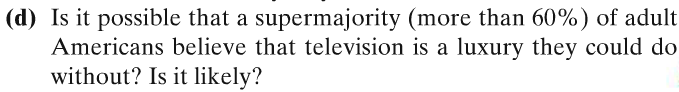 (d) Is it possible that a supermajority (more than 60%) of adult
Americans believe that television is a luxury they could do
without? Is it likely?